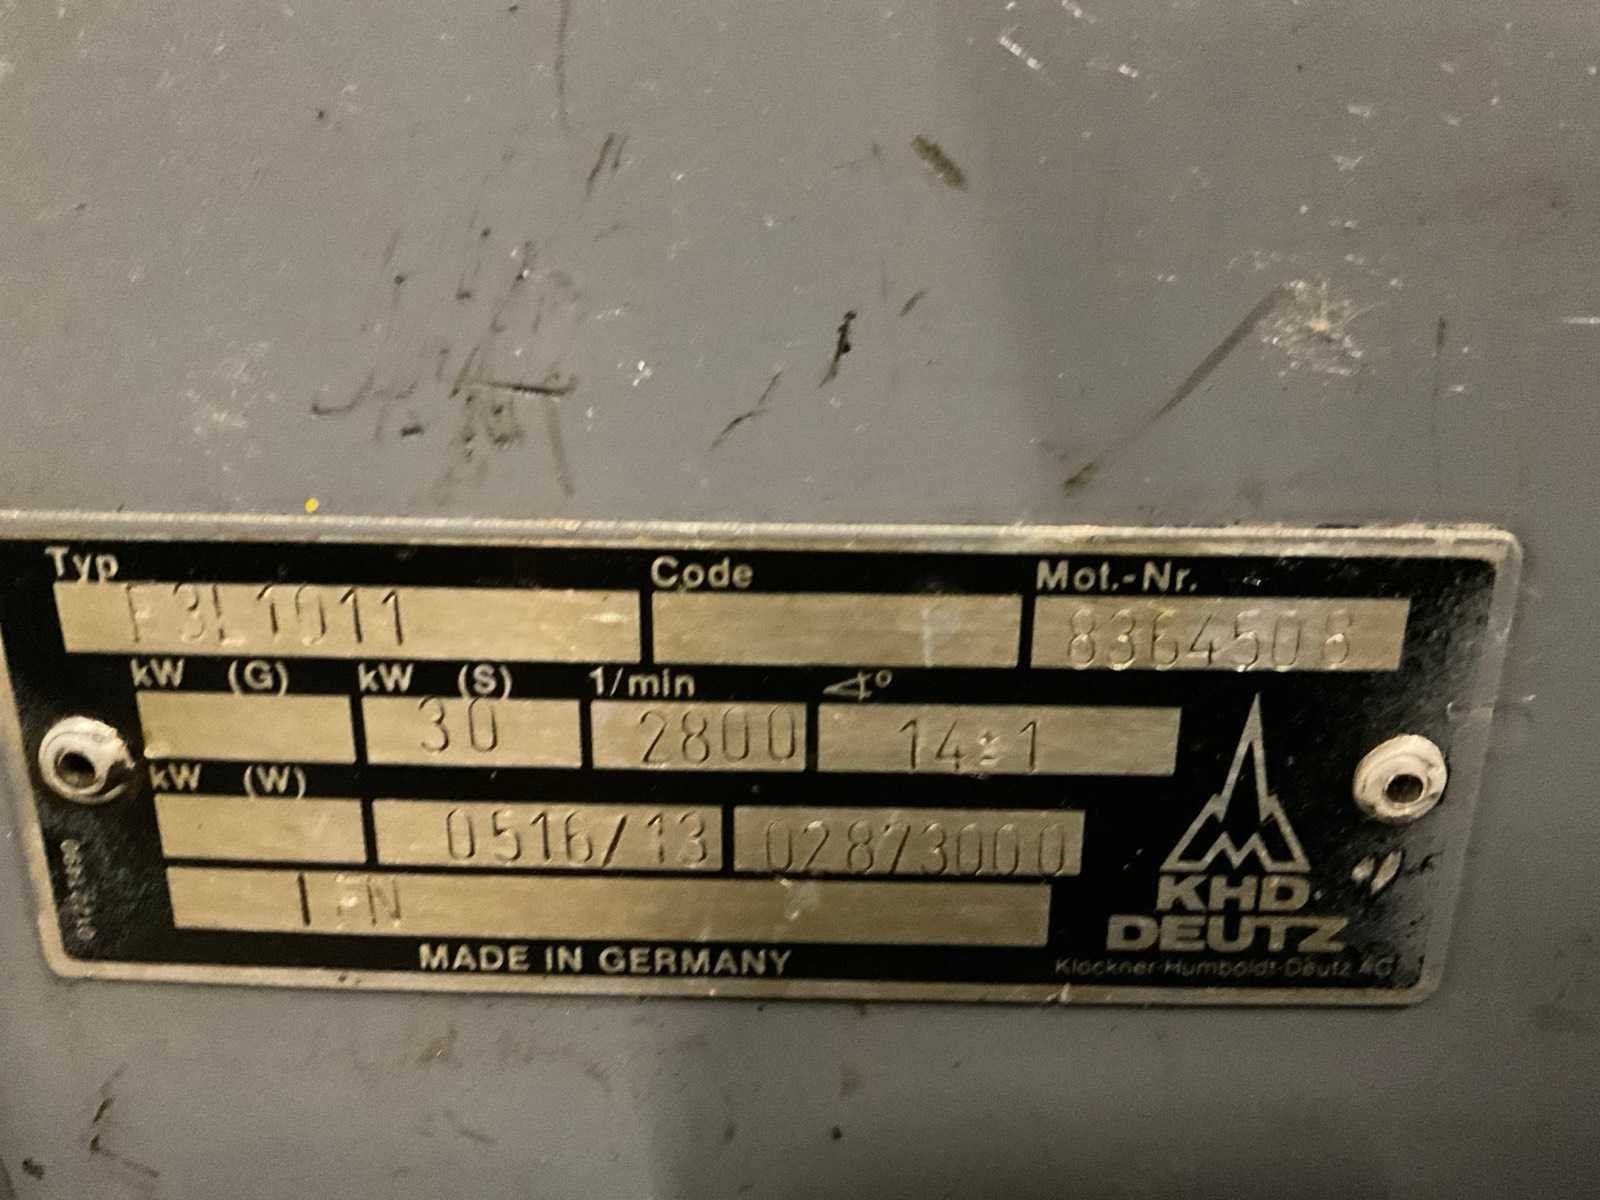 Typ Code Mot.-Nr.
F3L1011 8364508
kW (G) kW (S) 1/min ∢°
30 2800 14±1
kW (W)
0516/13 02873000
IFN
KHD
DEUTZ
MADE IN GERMANY
Klöckner-Humboldt-Deutz AG